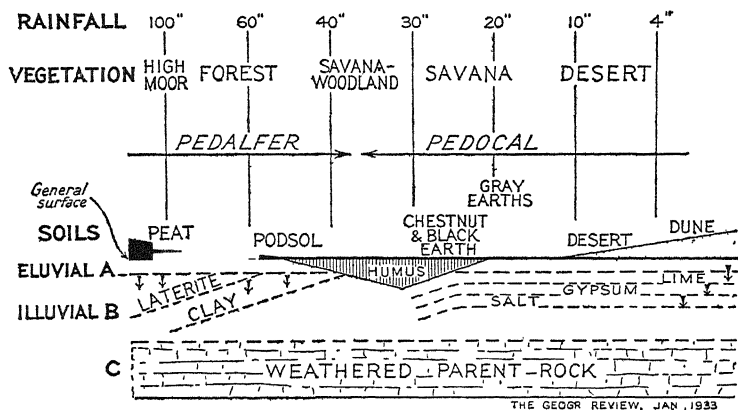 RAINFALL 100" 60" 40" 30" 20" 10" 4"
VEGETATION HIGH MOOR FOREST SAVANA-WOODLAND SAVANA DESERT
PEDALFER PEDOCAL
GRAY EARTHS
General surface
SOILS PEAT PODSOL CHESTNUT & BLACK EARTH DESERT DUNE
ELUVIAL A HUMUS LIME
LATERITE GYPSUM
ILLUVIAL B CLAY SALT
C WEATHERED PARENT ROCK
THE GEOGR REVIEW, JAN. 1933